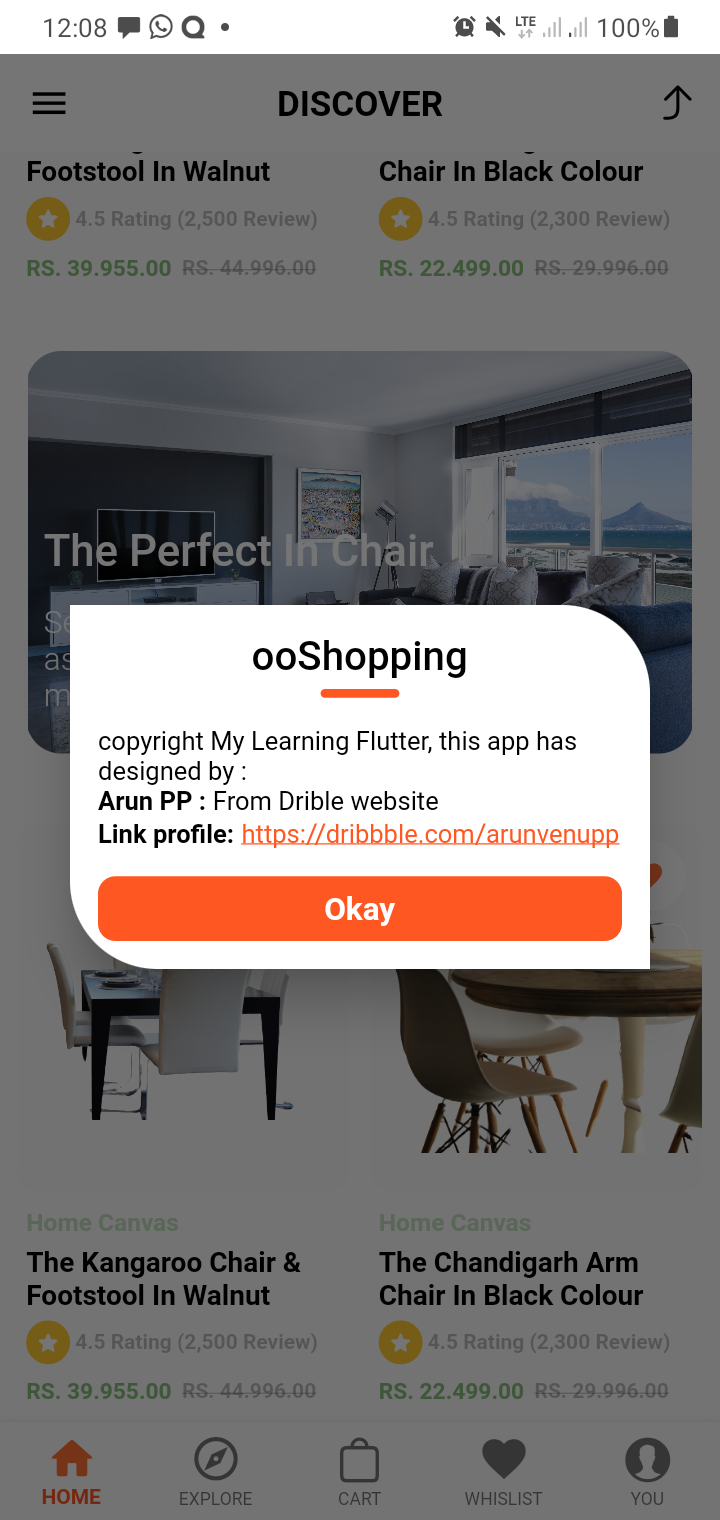 12:08
LTE
100%
DISCOVER
Footstool In Walnut
Chair In Black Colour
4.5 Rating (2,500 Review)
4.5 Rating (2,300 Review)
RS. 39.955.00 RS. 44.996.00
RS. 22.499.00 RS. 29.996.00
The Perfect In Chair
ooShopping
copyright My Learning Flutter, this app has
designed by :
Arun PP : From Drible website
Link profile: https://dribbble.com/arunvenupp
Okay
Home Canvas
Home Canvas
The Kangaroo Chair &
Footstool In Walnut
The Chandigarh Arm
Chair In Black Colour
4.5 Rating (2,500 Review)
4.5 Rating (2,300 Review)
RS. 39.955.00 RS. 44.996.00
RS. 22.499.00 RS. 29.996.00
HOME
EXPLORE
CART
WHISLIST
YOU